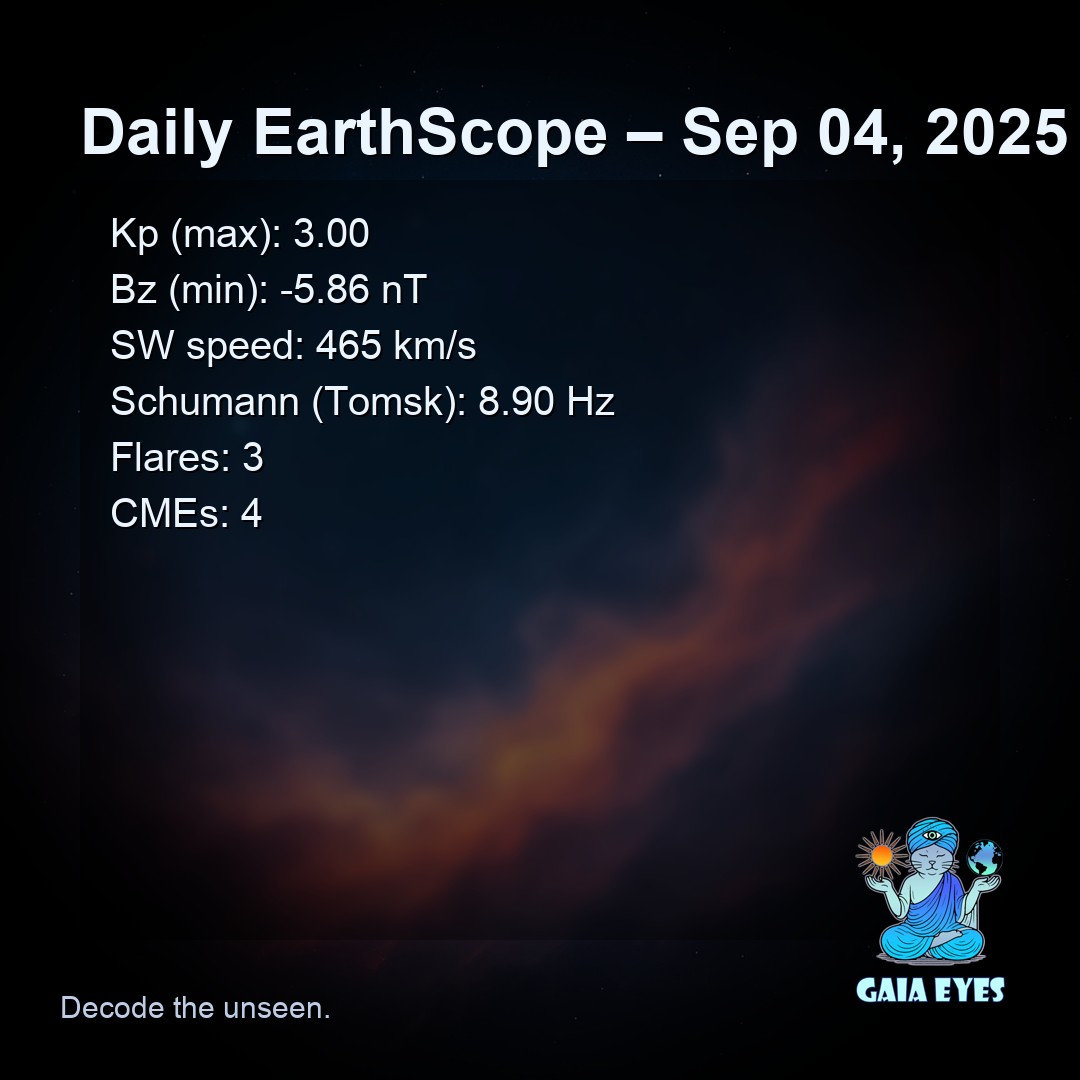 Daily EarthScope – Sep 04, 2025
Kp (max): 3.00
Bz (min): -5.86 nT
SW speed: 465 km/s
Schumann (Tomsk): 8.90 Hz
Flares: 3
CMEs: 4
GAIA EYES
Decode the unseen.